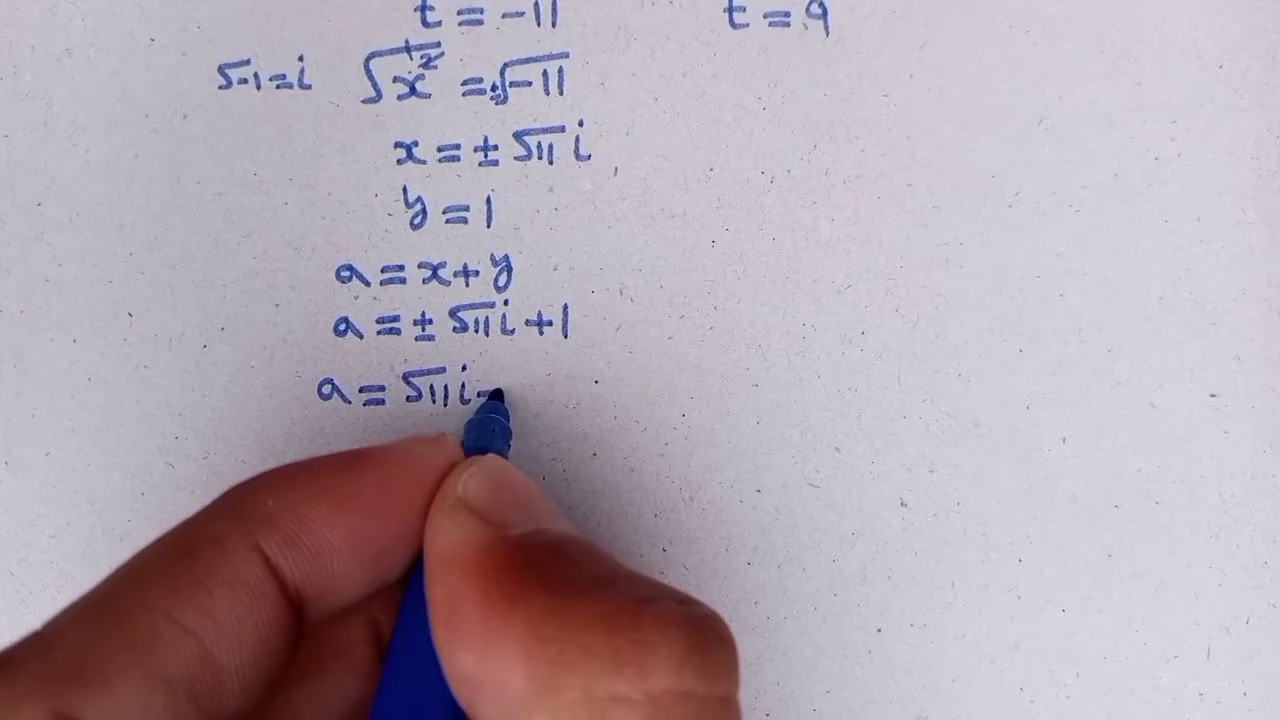 t = -11 t = 9
√-1 = i √x² = ±√-11
x = ± √11 i
y = 1
a = x + y
a = ± √11 i + 1
a = √11 i